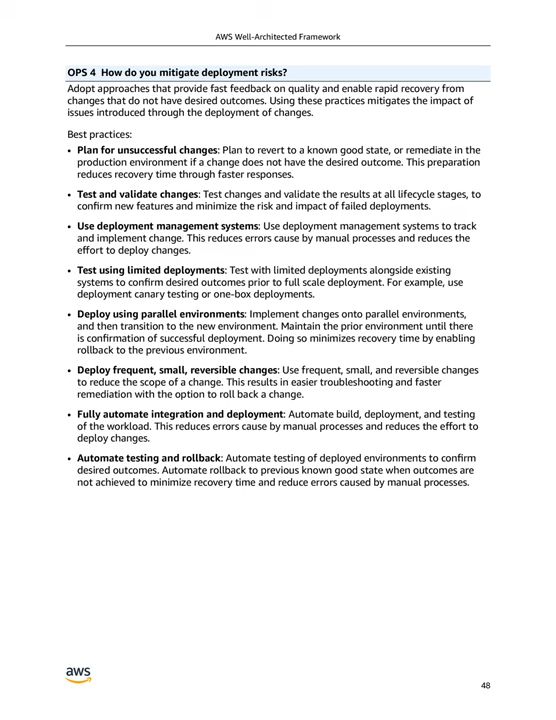 AWS Well-Architected Framework
OPS 4 How do you mitigate deployment risks?
Adopt approaches that provide fast feedback on quality and enable rapid recovery from
changes that do not have desired outcomes. Using these practices mitigates the impact of
issues introduced through the deployment of changes.
Best practices:
• Plan for unsuccessful changes: Plan to revert to a known good state, or remediate in the
production environment if a change does not have the desired outcome. This preparation
reduces recovery time through faster responses.
• Test and validate changes: Test changes and validate the results at all lifecycle stages, to
confirm new features and minimize the risk and impact of failed deployments.
• Use deployment management systems: Use deployment management systems to track
and implement change. This reduces errors cause by manual processes and reduces the
effort to deploy changes.
• Test using limited deployments: Test with limited deployments alongside existing
systems to confirm desired outcomes prior to full scale deployment. For example, use
deployment canary testing or one-box deployments.
• Deploy using parallel environments: Implement changes onto parallel environments,
and then transition to the new environment. Maintain the prior environment until there
is confirmation of successful deployment. Doing so minimizes recovery time by enabling
rollback to the previous environment.
• Deploy frequent, small, reversible changes: Use frequent, small, and reversible changes
to reduce the scope of a change. This results in easier troubleshooting and faster
remediation with the option to roll back a change.
• Fully automate integration and deployment: Automate build, deployment, and testing
of the workload. This reduces errors cause by manual processes and reduces the effort to
deploy changes.
• Automate testing and rollback: Automate testing of deployed environments to confirm
desired outcomes. Automate rollback to previous known good state when outcomes are
not achieved to minimize recovery time and reduce errors caused by manual processes.
aws
48